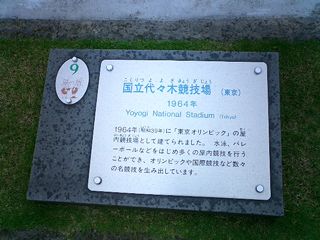 9
こくりつよよぎきょうぎじょう
国立代々木競技場 (東京)
1964年
Yoyogi National Stadium (Tokyo)
1964年(昭和39年)に「東京オリンピック」の屋
内競技場として建てられました。水泳、バレ
ーボールなどをはじめ多くの屋内競技を行う
ことができ、オリンピックや国際競技など数々
の名競技を生み出しています。